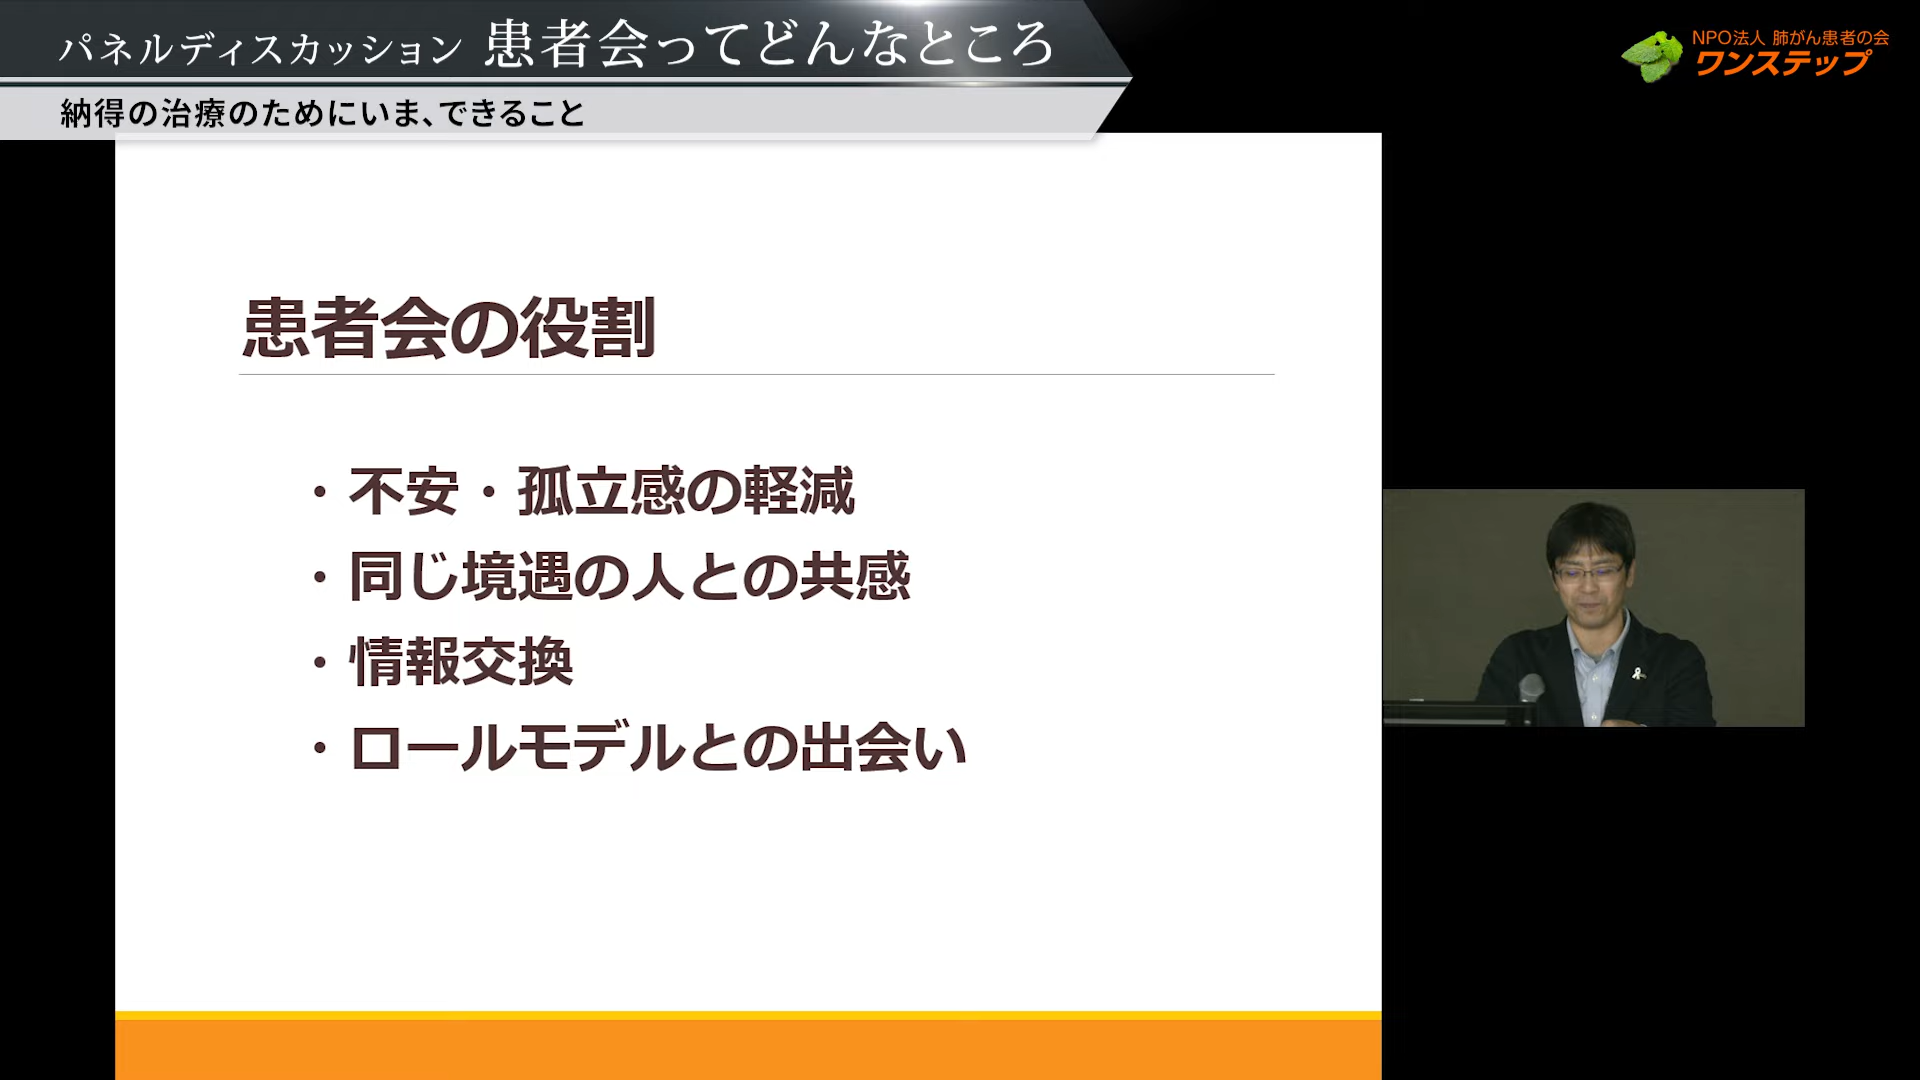 パネルディスカッション 患者会ってどんなところ
納得の治療のためにいま、できること
NPO法人 肺がん患者の会
ワンステップ
患者会の役割
・不安・孤立感の軽減
・同じ境遇の人との共感
・情報交換
・ロールモデルとの出会い